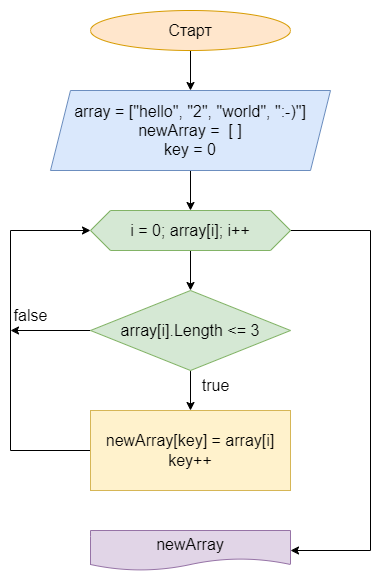 Старт
array = ["hello", "2", "world", ":-)"]
newArray = [ ]
key = 0
i = 0; array[i]; i++
false
array[i].Length <= 3
true
newArray[key] = array[i]
key++
newArray